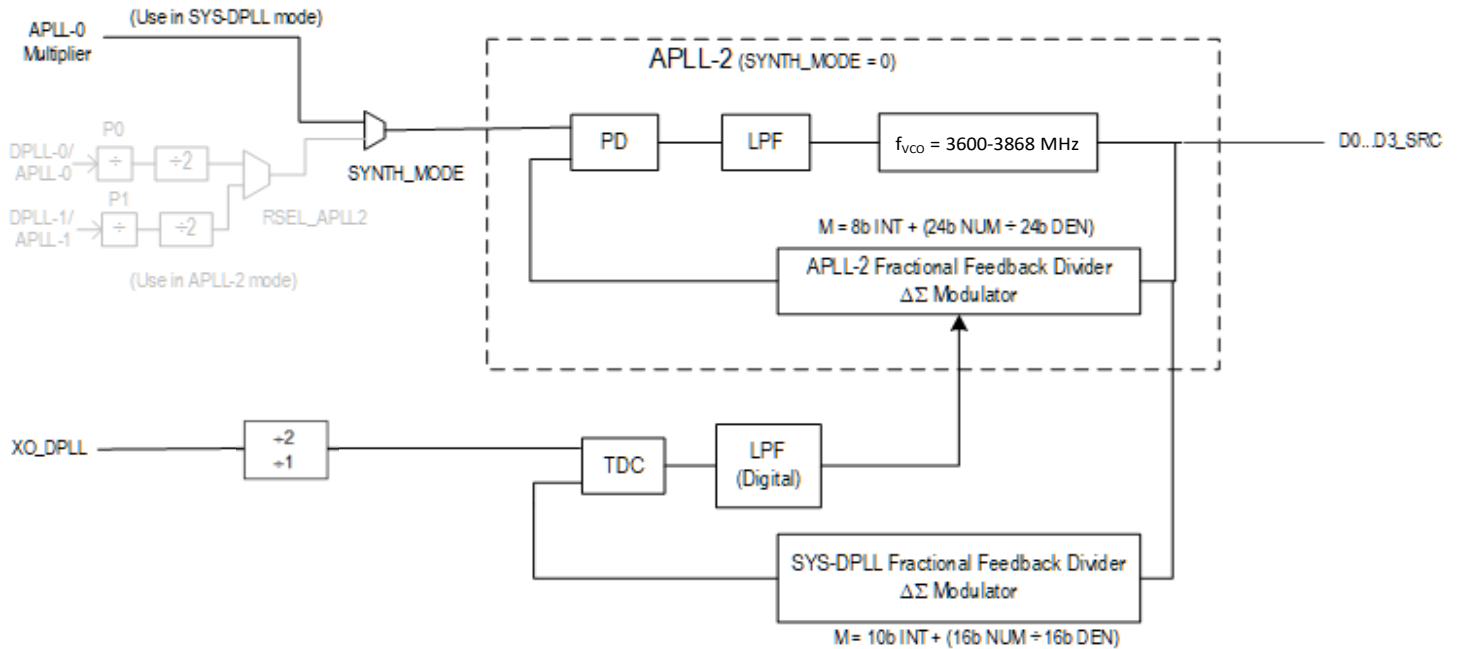 (Use in SYS-DPLL mode)
APLL-0
Multiplier
APLL-2 (SYNTH_MODE = 0)
P0
DPLL-0/
APLL-0
÷
÷2
P1
DPLL-1/
APLL-1
÷
÷2
RSEL_APLL2
(Use in APLL-2 mode)
SYNTH_MODE
PD
LPF
fVCO = 3600-3868 MHz
D0...D3_SRC
M = 8b INT + (24b NUM ÷ 24b DEN)
APLL-2 Fractional Feedback Divider
ΔΣ Modulator
XO_DPLL
÷2
÷1
TDC
LPF
(Digital)
SYS-DPLL Fractional Feedback Divider
ΔΣ Modulator
M = 10b INT + (16b NUM ÷ 16b DEN)